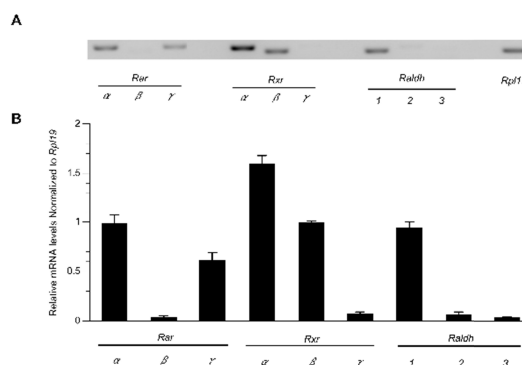 A
Rar Rxr Raldh Rpl1
α β γ α β γ 1 2 3
B
Relative mRNA levels Normalized to Rpl19
2
1.5
1
0.5
0
Rar Rxr Raldh
α β γ α β γ 1 2 3